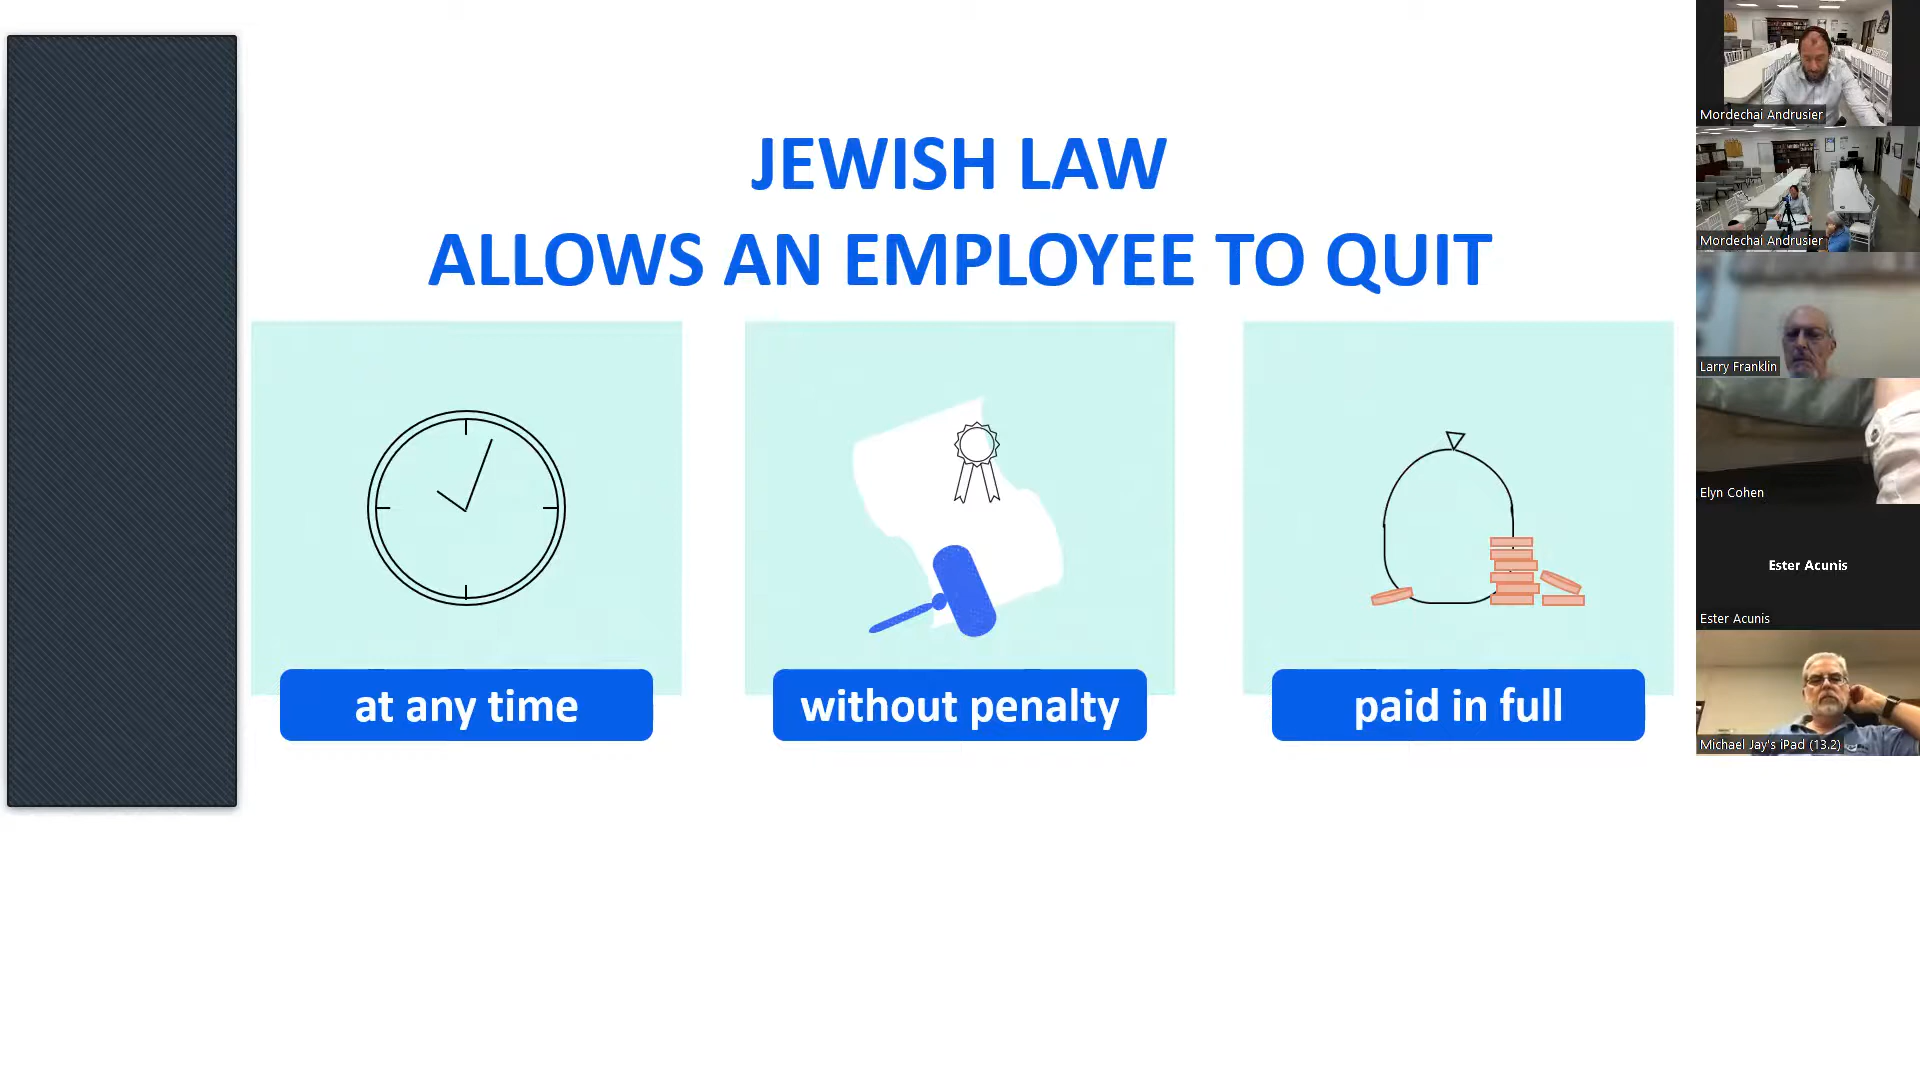 JEWISH LAW
ALLOWS AN EMPLOYEE TO QUIT
at any time
without penalty
paid in full
Mordechai Andrusier
Mordechai Andrusier
Larry Franklin
Elyn Cohen
Ester Acunis
Ester Acunis
Michael Jay's iPad (13.2)